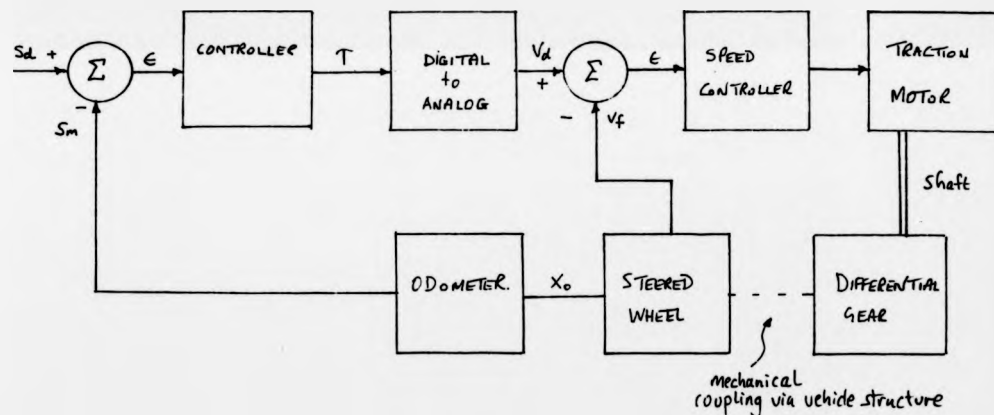 Sd +
Σ
-
Sm
ε
CONTROLLER
T
DIGITAL
to
ANALOG
Vd
+
Σ
-
Vf
ε
SPEED
CONTROLLER
TRACTION
MOTOR
Shaft
ODOMETER.
Xo
STEERED
WHEEL
DIFFERENTIAL
GEAR
mechanical
coupling via vehicle structure